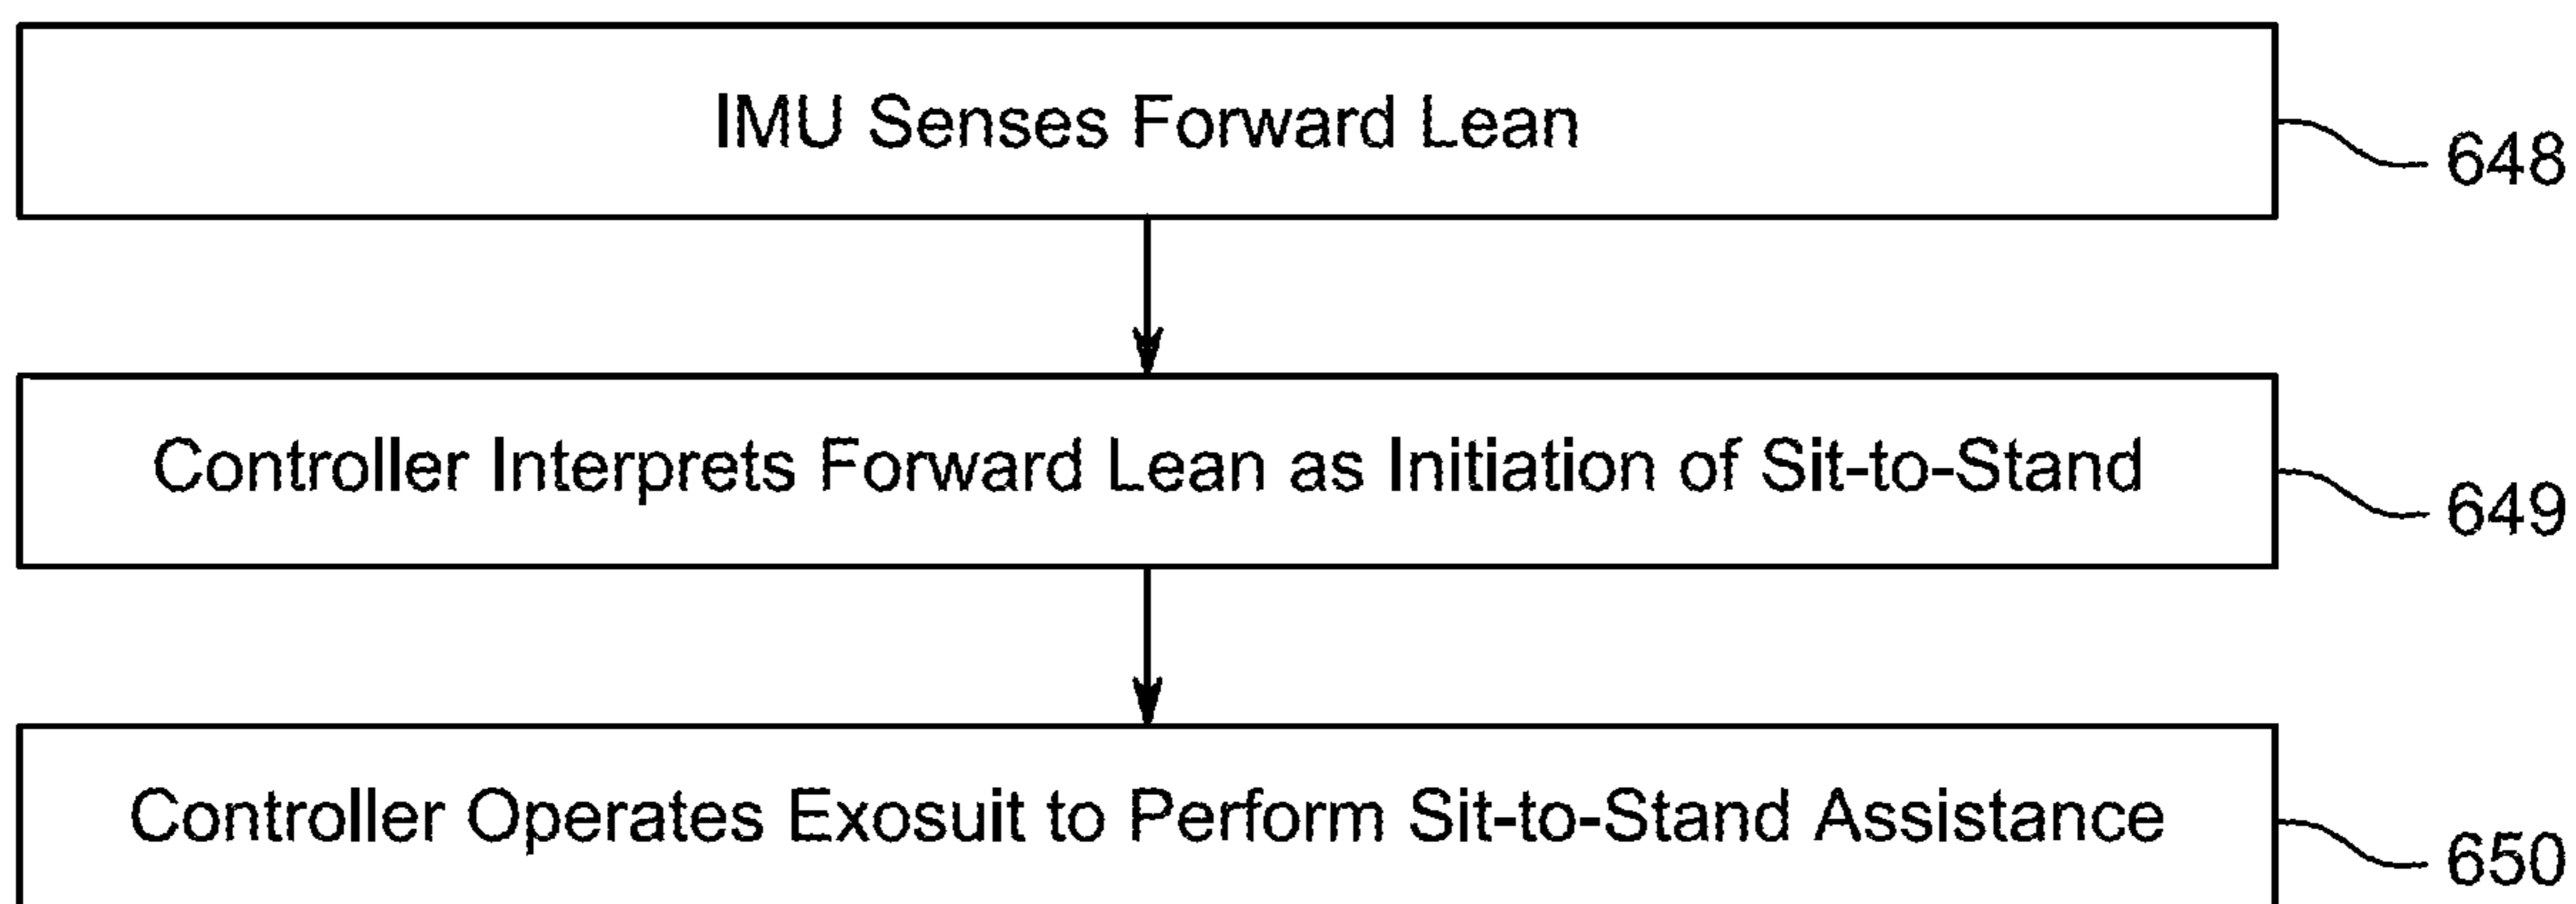 IMU Senses Forward Lean
648
Controller Interprets Forward Lean as Initiation of Sit-to-Stand
649
Controller Operates Exosuit to Perform Sit-to-Stand Assistance
650